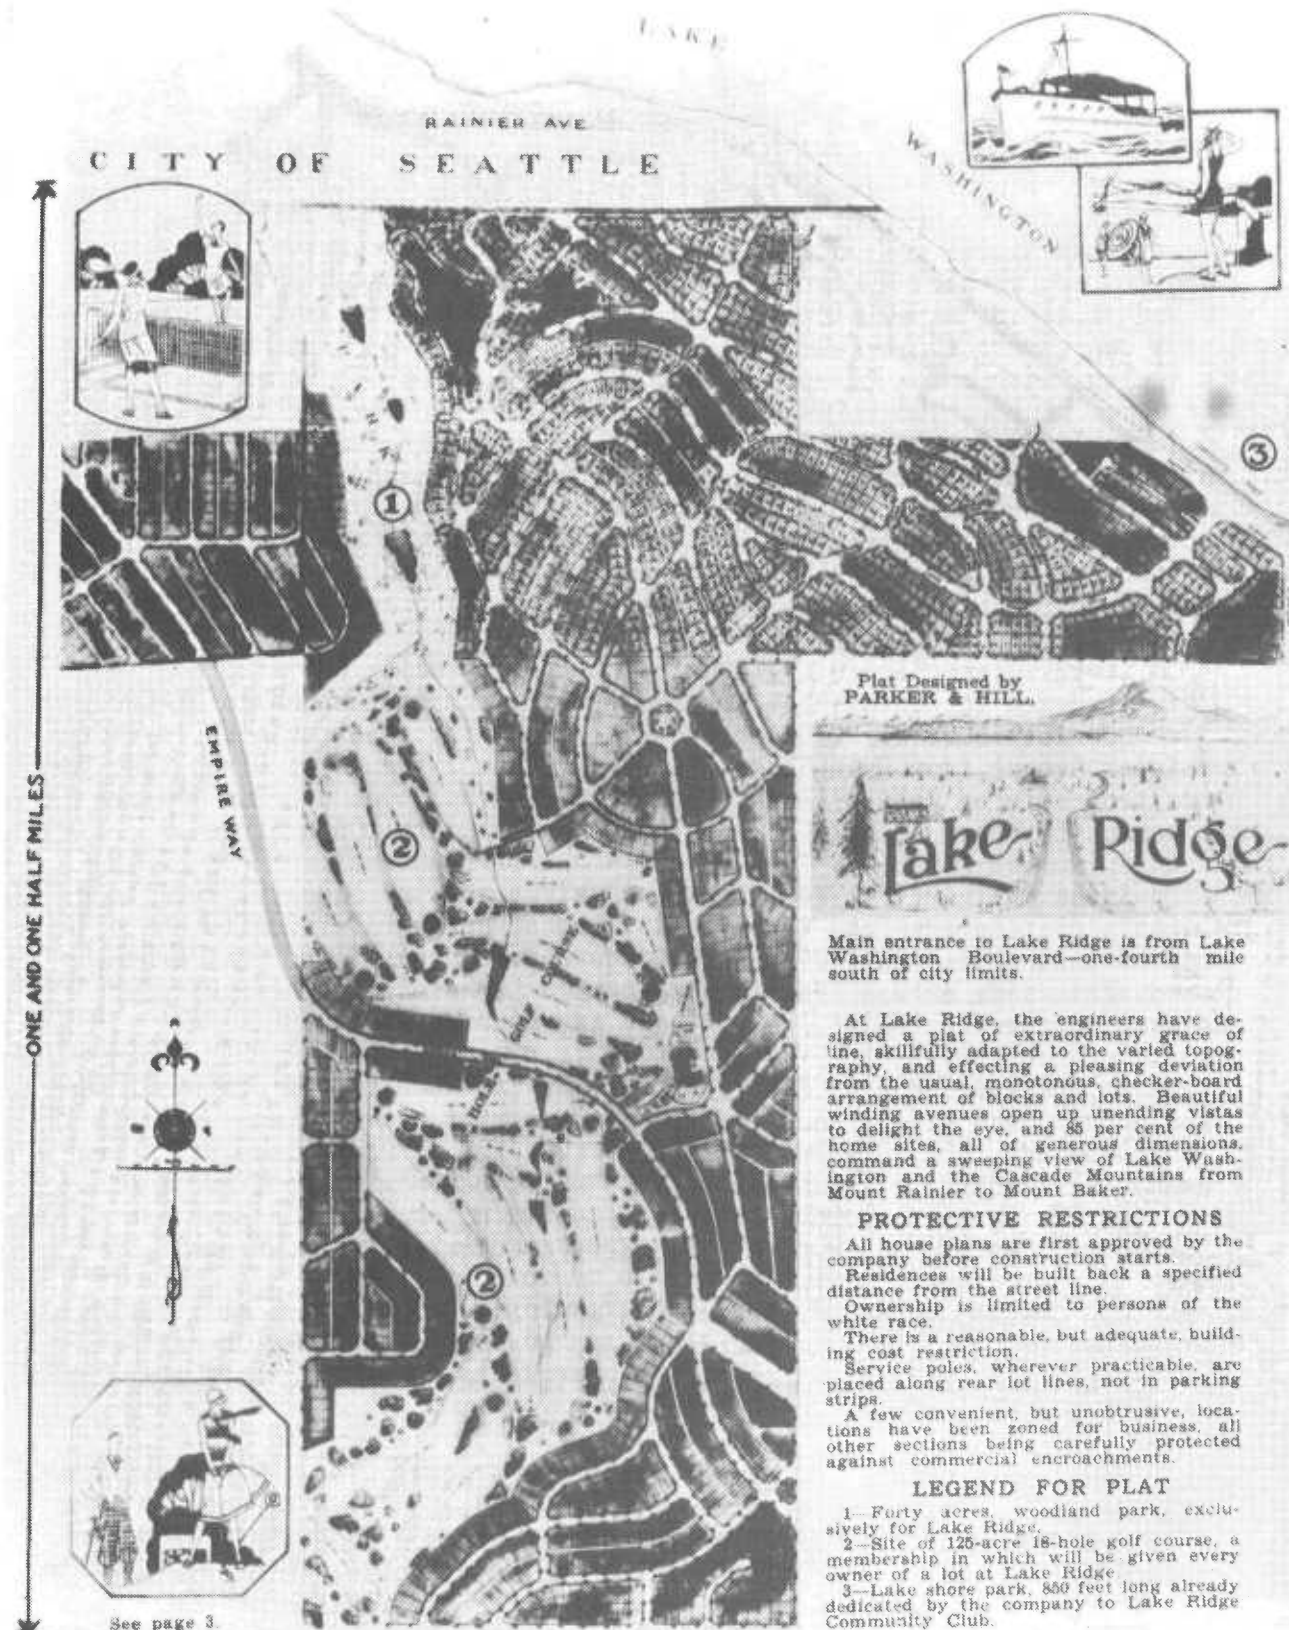 LAKE
RAINIER AVE
CITY OF SEATTLE
WASHINGTON
ONE AND ONE HALF MILES
1
3
EMPIRE WAY
2
GOLF COURSE
HOLES
2
See page 3.
Plat Designed by
PARKER & HILL.
Lake Ridge
Main entrance to Lake Ridge is from Lake
Washington Boulevard—one-fourth mile
south of city limits.
At Lake Ridge, the engineers have de-
signed a plat of extraordinary grace of
line, skillfully adapted to the varied topog-
raphy, and effecting a pleasing deviation
from the usual, monotonous, checker-board
arrangement of blocks and lots. Beautiful
winding avenues open up unending vistas
to delight the eye, and 85 per cent of the
home sites, all of generous dimensions,
command a sweeping view of Lake Wash-
ington and the Cascade Mountains from
Mount Rainier to Mount Baker.
PROTECTIVE RESTRICTIONS
All house plans are first approved by the
company before construction starts.
Residences will be built back a specified
distance from the street line.
Ownership is limited to persons of the
white race.
There is a reasonable, but adequate, build-
ing cost restriction.
Service poles, wherever practicable, are
placed along rear lot lines, not in parking
strips.
A few convenient, but unobtrusive, loca-
tions have been zoned for business, all
other sections being carefully protected
against commercial encroachments.
LEGEND FOR PLAT
1—Forty acres, woodland park, exclu-
sively for Lake Ridge.
2—Site of 125-acre 18-hole golf course, a
membership in which will be given every
owner of a lot at Lake Ridge
3—Lake shore park, 850 feet long already
dedicated by the company to Lake Ridge
Community Club.